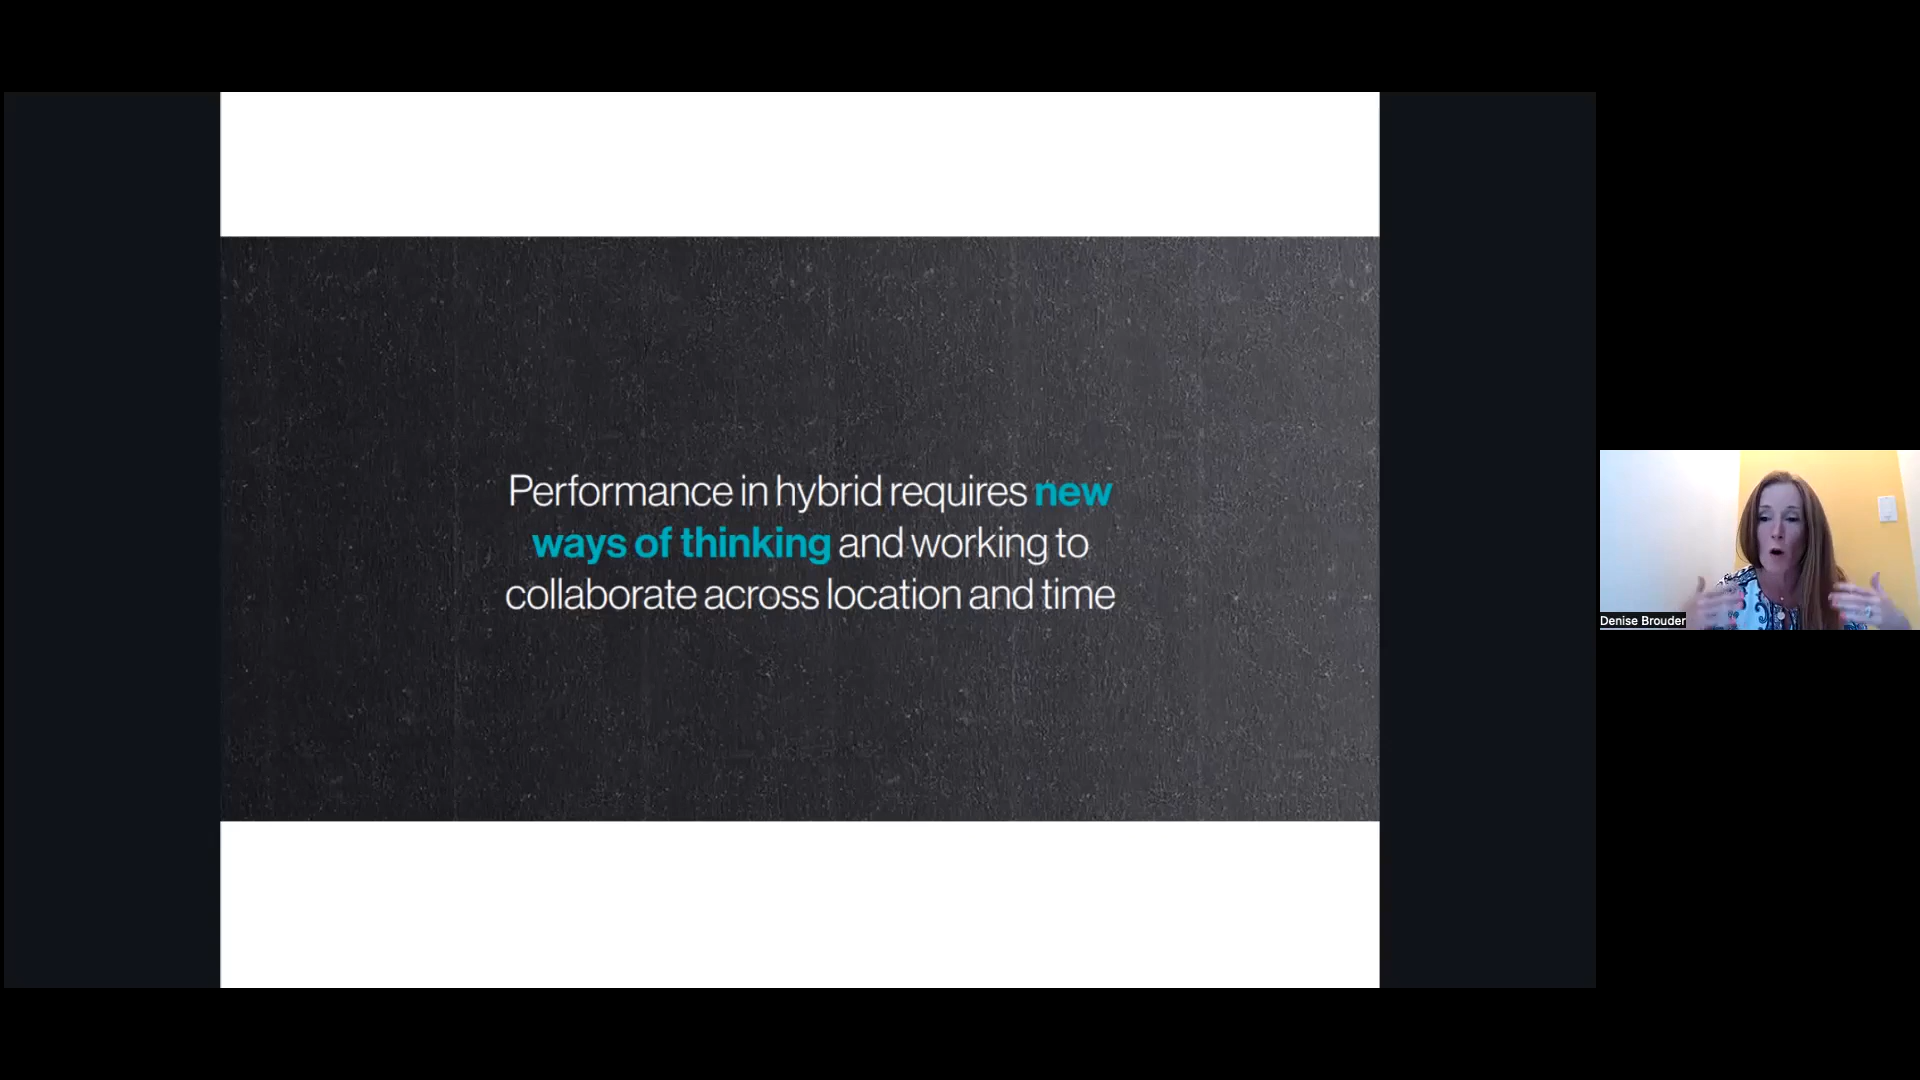 Performance in hybrid requires new
ways of thinking and working to
collaborate across location and time
Denise Brouder